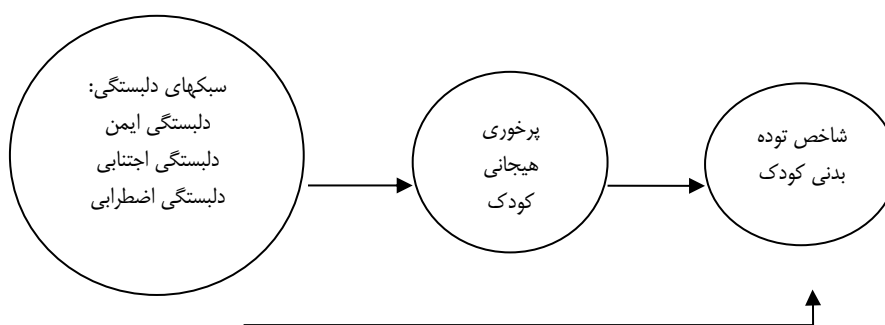 سبکهای دلبستگی:
دلبستگی ایمن
دلبستگی اجتنابی
دلبستگی اضطرابی
پرخوری
هیجانی
کودک
شاخص توده
بدنی کودک